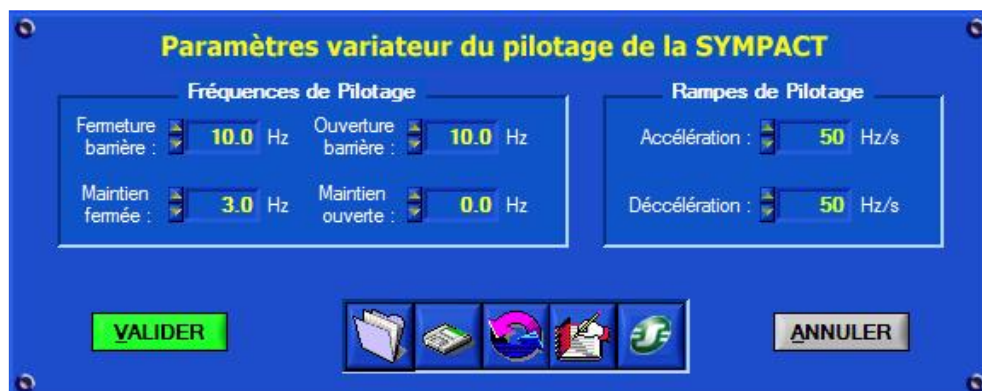 Paramètres variateur du pilotage de la SYMPACT
Fréquences de Pilotage
Fermeture barrière : 10.0 Hz
Ouverture barrière : 10.0 Hz
Maintien fermée : 3.0 Hz
Maintien ouverte : 0.0 Hz
Rampes de Pilotage
Accélération : 50 Hz/s
Déccélération : 50 Hz/s
VALIDER
ANNULER